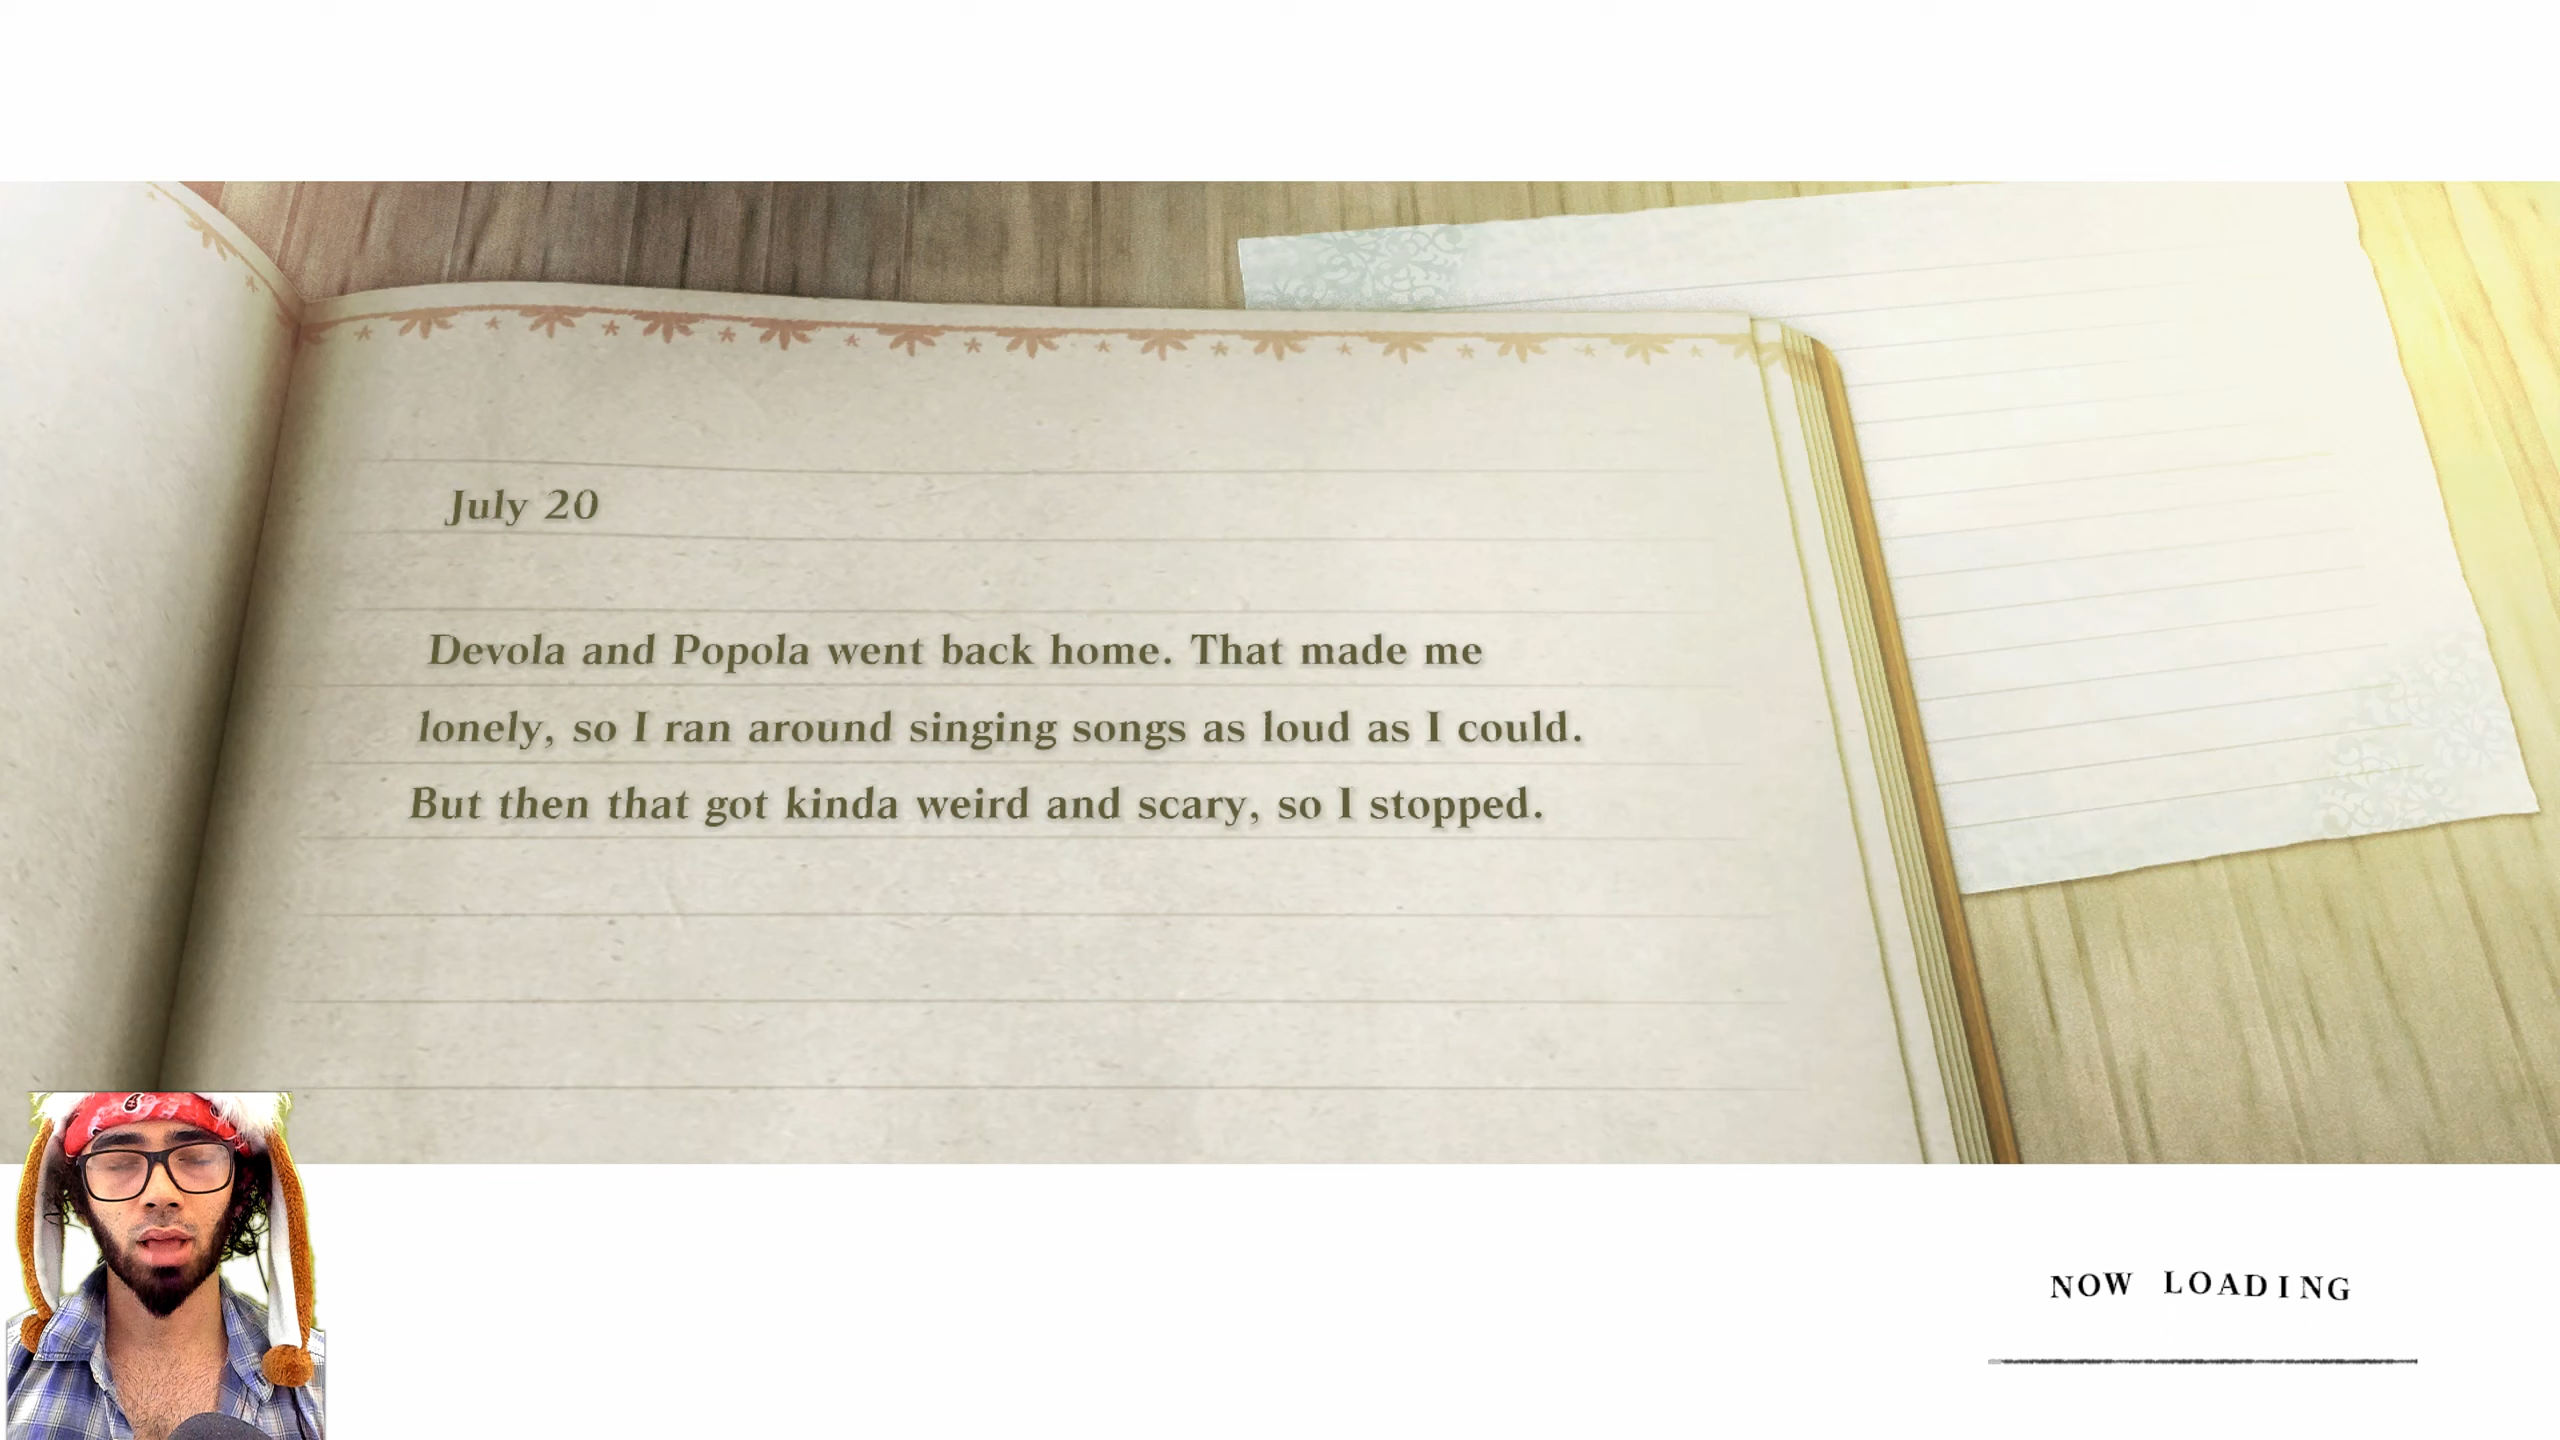 July 20
Devola and Popola went back home. That made me
lonely, so I ran around singing songs as loud as I could.
But then that got kinda weird and scary, so I stopped.
NOW LOADING